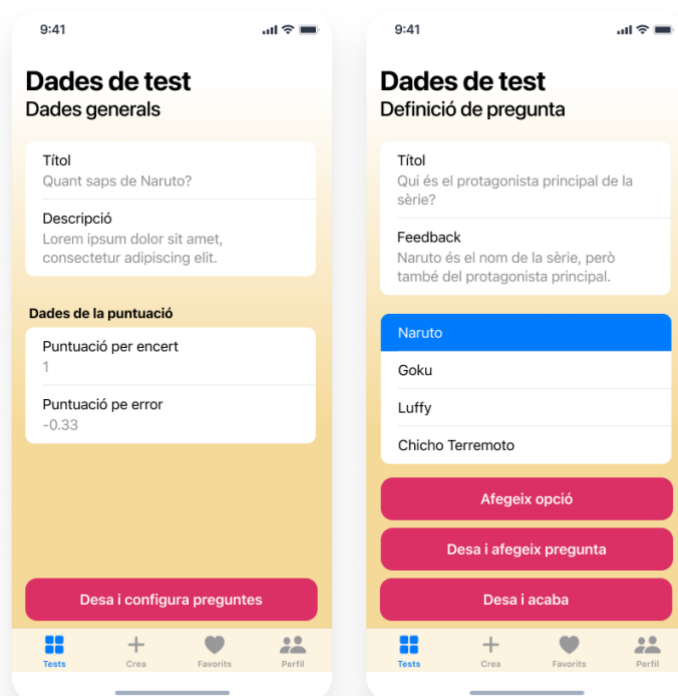 9:41
Dades de test
Dades generals
Títol
Quant saps de Naruto?
Descripció
Lorem ipsum dolor sit amet,
consectetur adipiscing elit.
Dades de la puntuació
Puntuació per encert
1
Puntuació pe error
-0.33
Desa i configura preguntes
Tests
Crea
Favorits
Perfil
9:41
Dades de test
Definició de pregunta
Títol
Qui és el protagonista principal de la
sèrie?
Feedback
Naruto és el nom de la sèrie, però
també del protagonista principal.
Naruto
Goku
Luffy
Chicho Terremoto
Afegeix opció
Desa i afegeix pregunta
Desa i acaba
Tests
Crea
Favorits
Perfil